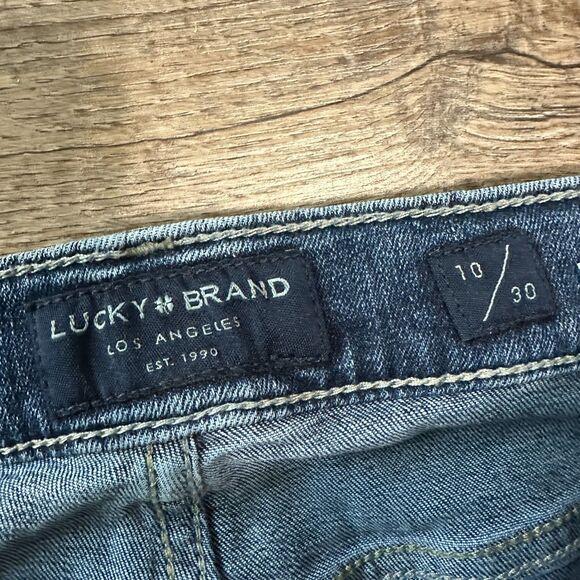 LUCKY BRAND
LOS ANGELES
EST. 1990
10/30